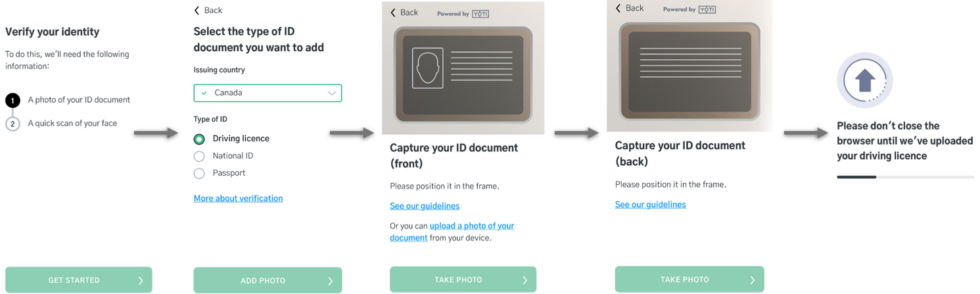 Verify your identity
To do this, we'll need the following
information:
1 A photo of your ID document
2 A quick scan of your face
GET STARTED
Back
Select the type of ID
document you want to add
Issuing country
Canada
Type of ID
Driving licence
National ID
Passport
More about verification
ADD PHOTO
Back
Powered by YOTI
Capture your ID document
(front)
Please position it in the frame.
See our guidelines
Or you can upload a photo of your
document from your device.
TAKE PHOTO
Back
Powered by YOTI
Capture your ID document
(back)
Please position it in the frame.
See our guidelines
TAKE PHOTO
Please don't close the
browser until we've uploaded
your driving licence